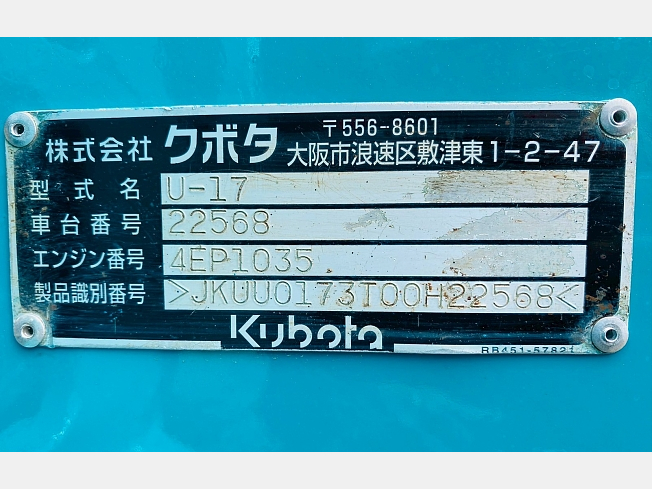 株式会社 クボタ 〒556-8601
大阪市浪速区敷津東1-2-47
型式名 U-17
車台番号 22568
エンジン番号 4EP1035
製品識別番号 >JKUU0173T00H22568<
Kubota
RB451-57821